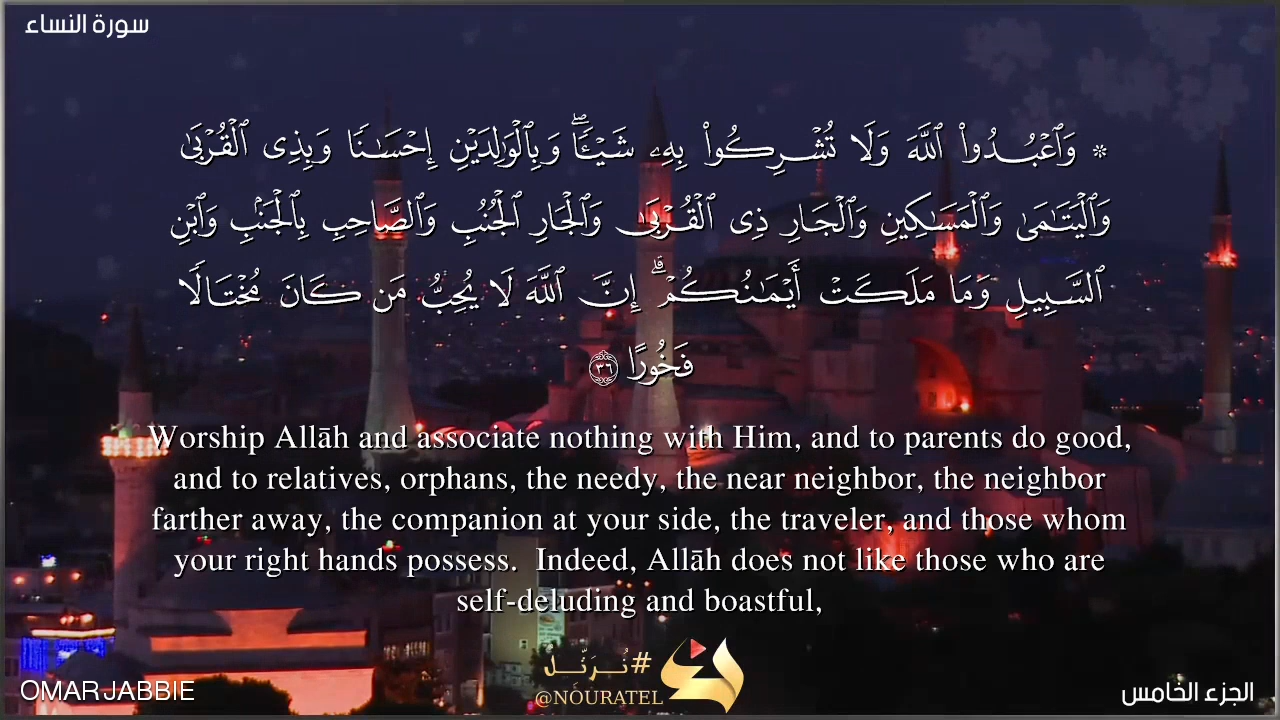 سورة النساء
۞ وَٱعۡبُدُواْ ٱللَّهَ وَلَا تُشۡرِكُواْ بِهِۦ شَيۡـٔٗاۖ وَبِٱلۡوَٰلِدَيۡنِ إِحۡسَٰنٗا وَبِذِى ٱلۡقُرۡبَىٰ
وَٱلۡيَتَٰمَىٰ وَٱلۡمَسَٰكِينِ وَٱلۡجَارِ ذِى ٱلۡقُرۡبَىٰ وَٱلۡجَارِ ٱلۡجُنُبِ وَٱلصَّاحِبِ بِٱلۡجَنۢبِ وَٱبۡنِ
ٱلسَّبِيلِ وَمَا مَلَكَتۡ أَيۡمَٰنُكُمۡۗ إِنَّ ٱللَّهَ لَا يُحِبُّ مَن كَانَ مُخۡتَالٗا
فَخُورًا ٣٦
Worship Allāh and associate nothing with Him, and to parents do good,
and to relatives, orphans, the needy, the near neighbor, the neighbor
farther away, the companion at your side, the traveler, and those whom
your right hands possess.  Indeed, Allāh does not like those who are
self-deluding and boastful,
#نُرَتِّلُ
@NOURATEL
OMAR JABBIE
الجزء الخامس